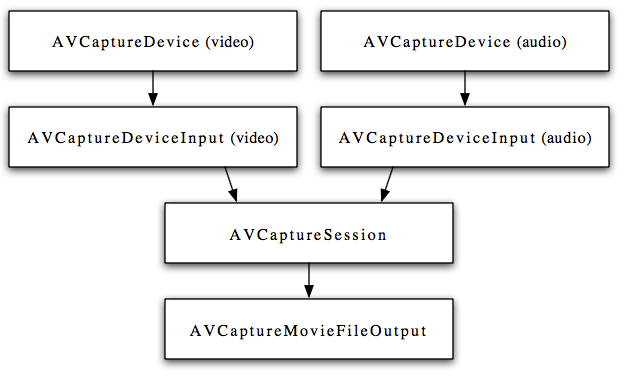 AVCaptureDevice (video)
AVCaptureDevice (audio)
AVCaptureDeviceInput (video)
AVCaptureDeviceInput (audio)
AVCaptureSession
AVCaptureMovieFileOutput